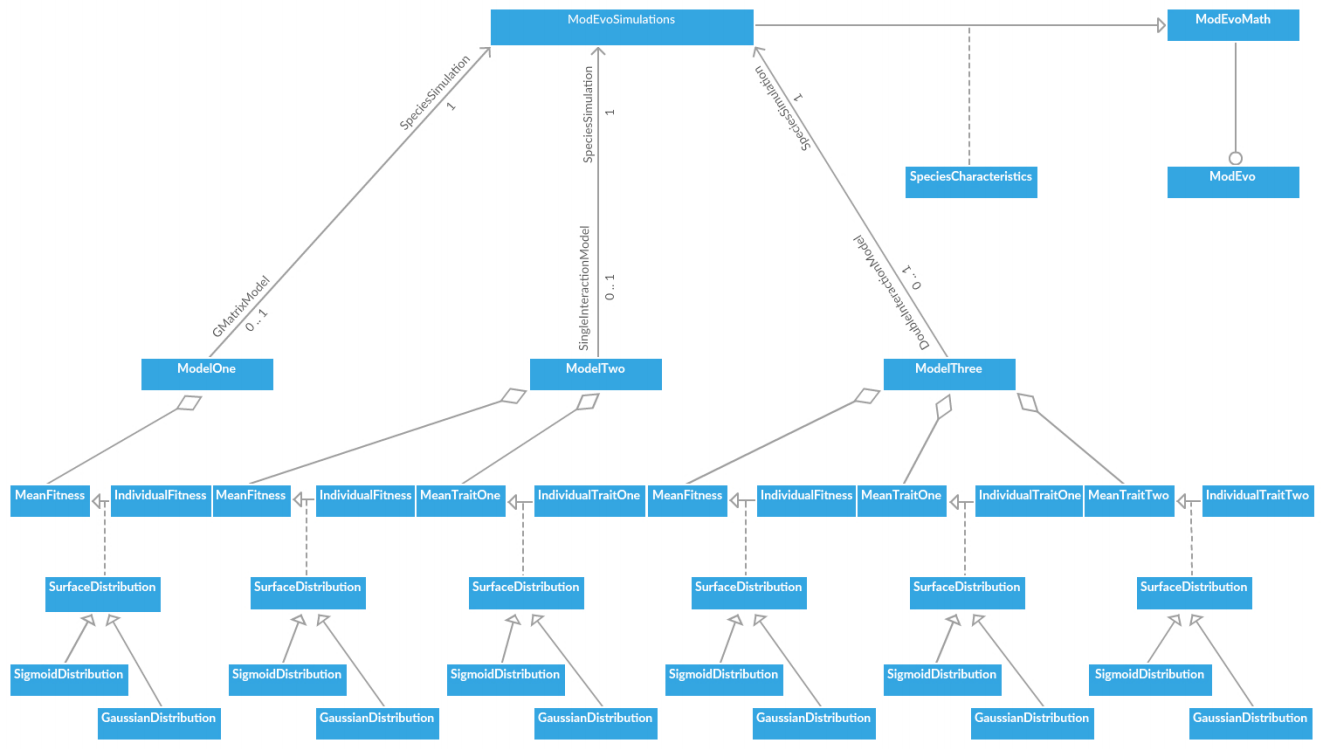 ModEvoSimulations
ModEvoMath
SpeciesSimulation
1
SpeciesSimulation
1
SpeciesSimulation
1
SpeciesCharacteristics
ModEvo
GMatrixModel
0 .. 1
SingleInteractionModel
0 .. 1
DoubleInteractionModel
0 .. 1
ModelOne
ModelTwo
ModelThree
MeanFitness
IndividualFitness
MeanFitness
IndividualFitness
MeanTraitOne
IndividualTraitOne
MeanFitness
IndividualFitness
MeanTraitOne
IndividualTraitOne
MeanTraitTwo
IndividualTraitTwo
SurfaceDistribution
SurfaceDistribution
SurfaceDistribution
SurfaceDistribution
SurfaceDistribution
SurfaceDistribution
SigmoidDistribution
SigmoidDistribution
SigmoidDistribution
SigmoidDistribution
SigmoidDistribution
SigmoidDistribution
GaussianDistribution
GaussianDistribution
GaussianDistribution
GaussianDistribution
GaussianDistribution
GaussianDistribution